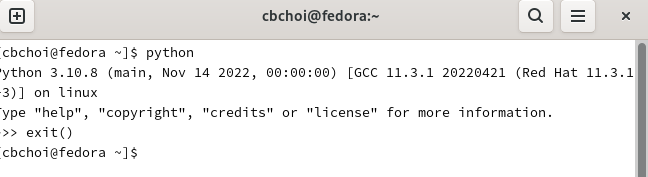 cbchoi@fedora:~
[cbchoi@fedora ~]$ python
Python 3.10.8 (main, Nov 14 2022, 00:00:00) [GCC 11.3.1 20220421 (Red Hat 11.3.1
-3)] on linux
Type "help", "copyright", "credits" or "license" for more information.
>>> exit()
[cbchoi@fedora ~]$